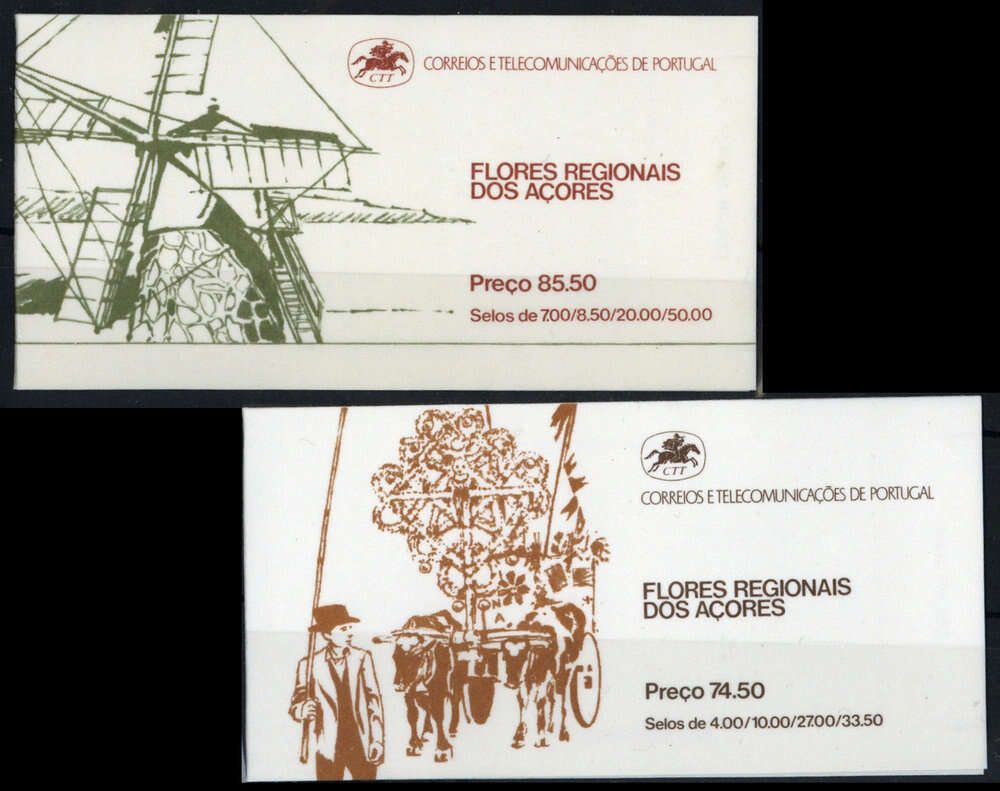 CTT
CORREIOS E TELECOMUNICAÇÕES DE PORTUGAL
FLORES REGIONAIS
DOS AÇORES
Preço 85.50
Selos de 7.00/8.50/20.00/50.00
CTT
CORREIOS E TELECOMUNICAÇÕES DE PORTUGAL
FLORES REGIONAIS
DOS AÇORES
Preço 74.50
Selos de 4.00/10.00/27.00/33.50